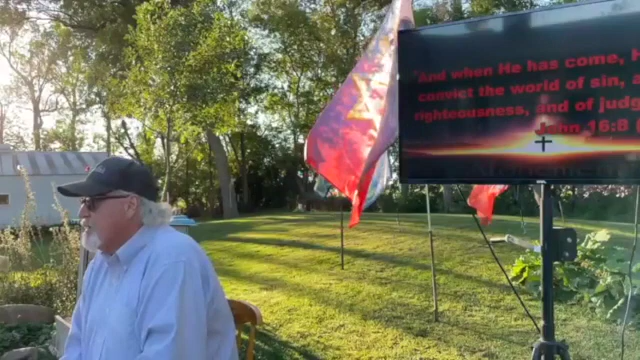 "And when He has come, H
convict the world of sin, a
righteousness, and of judg
John 16:8